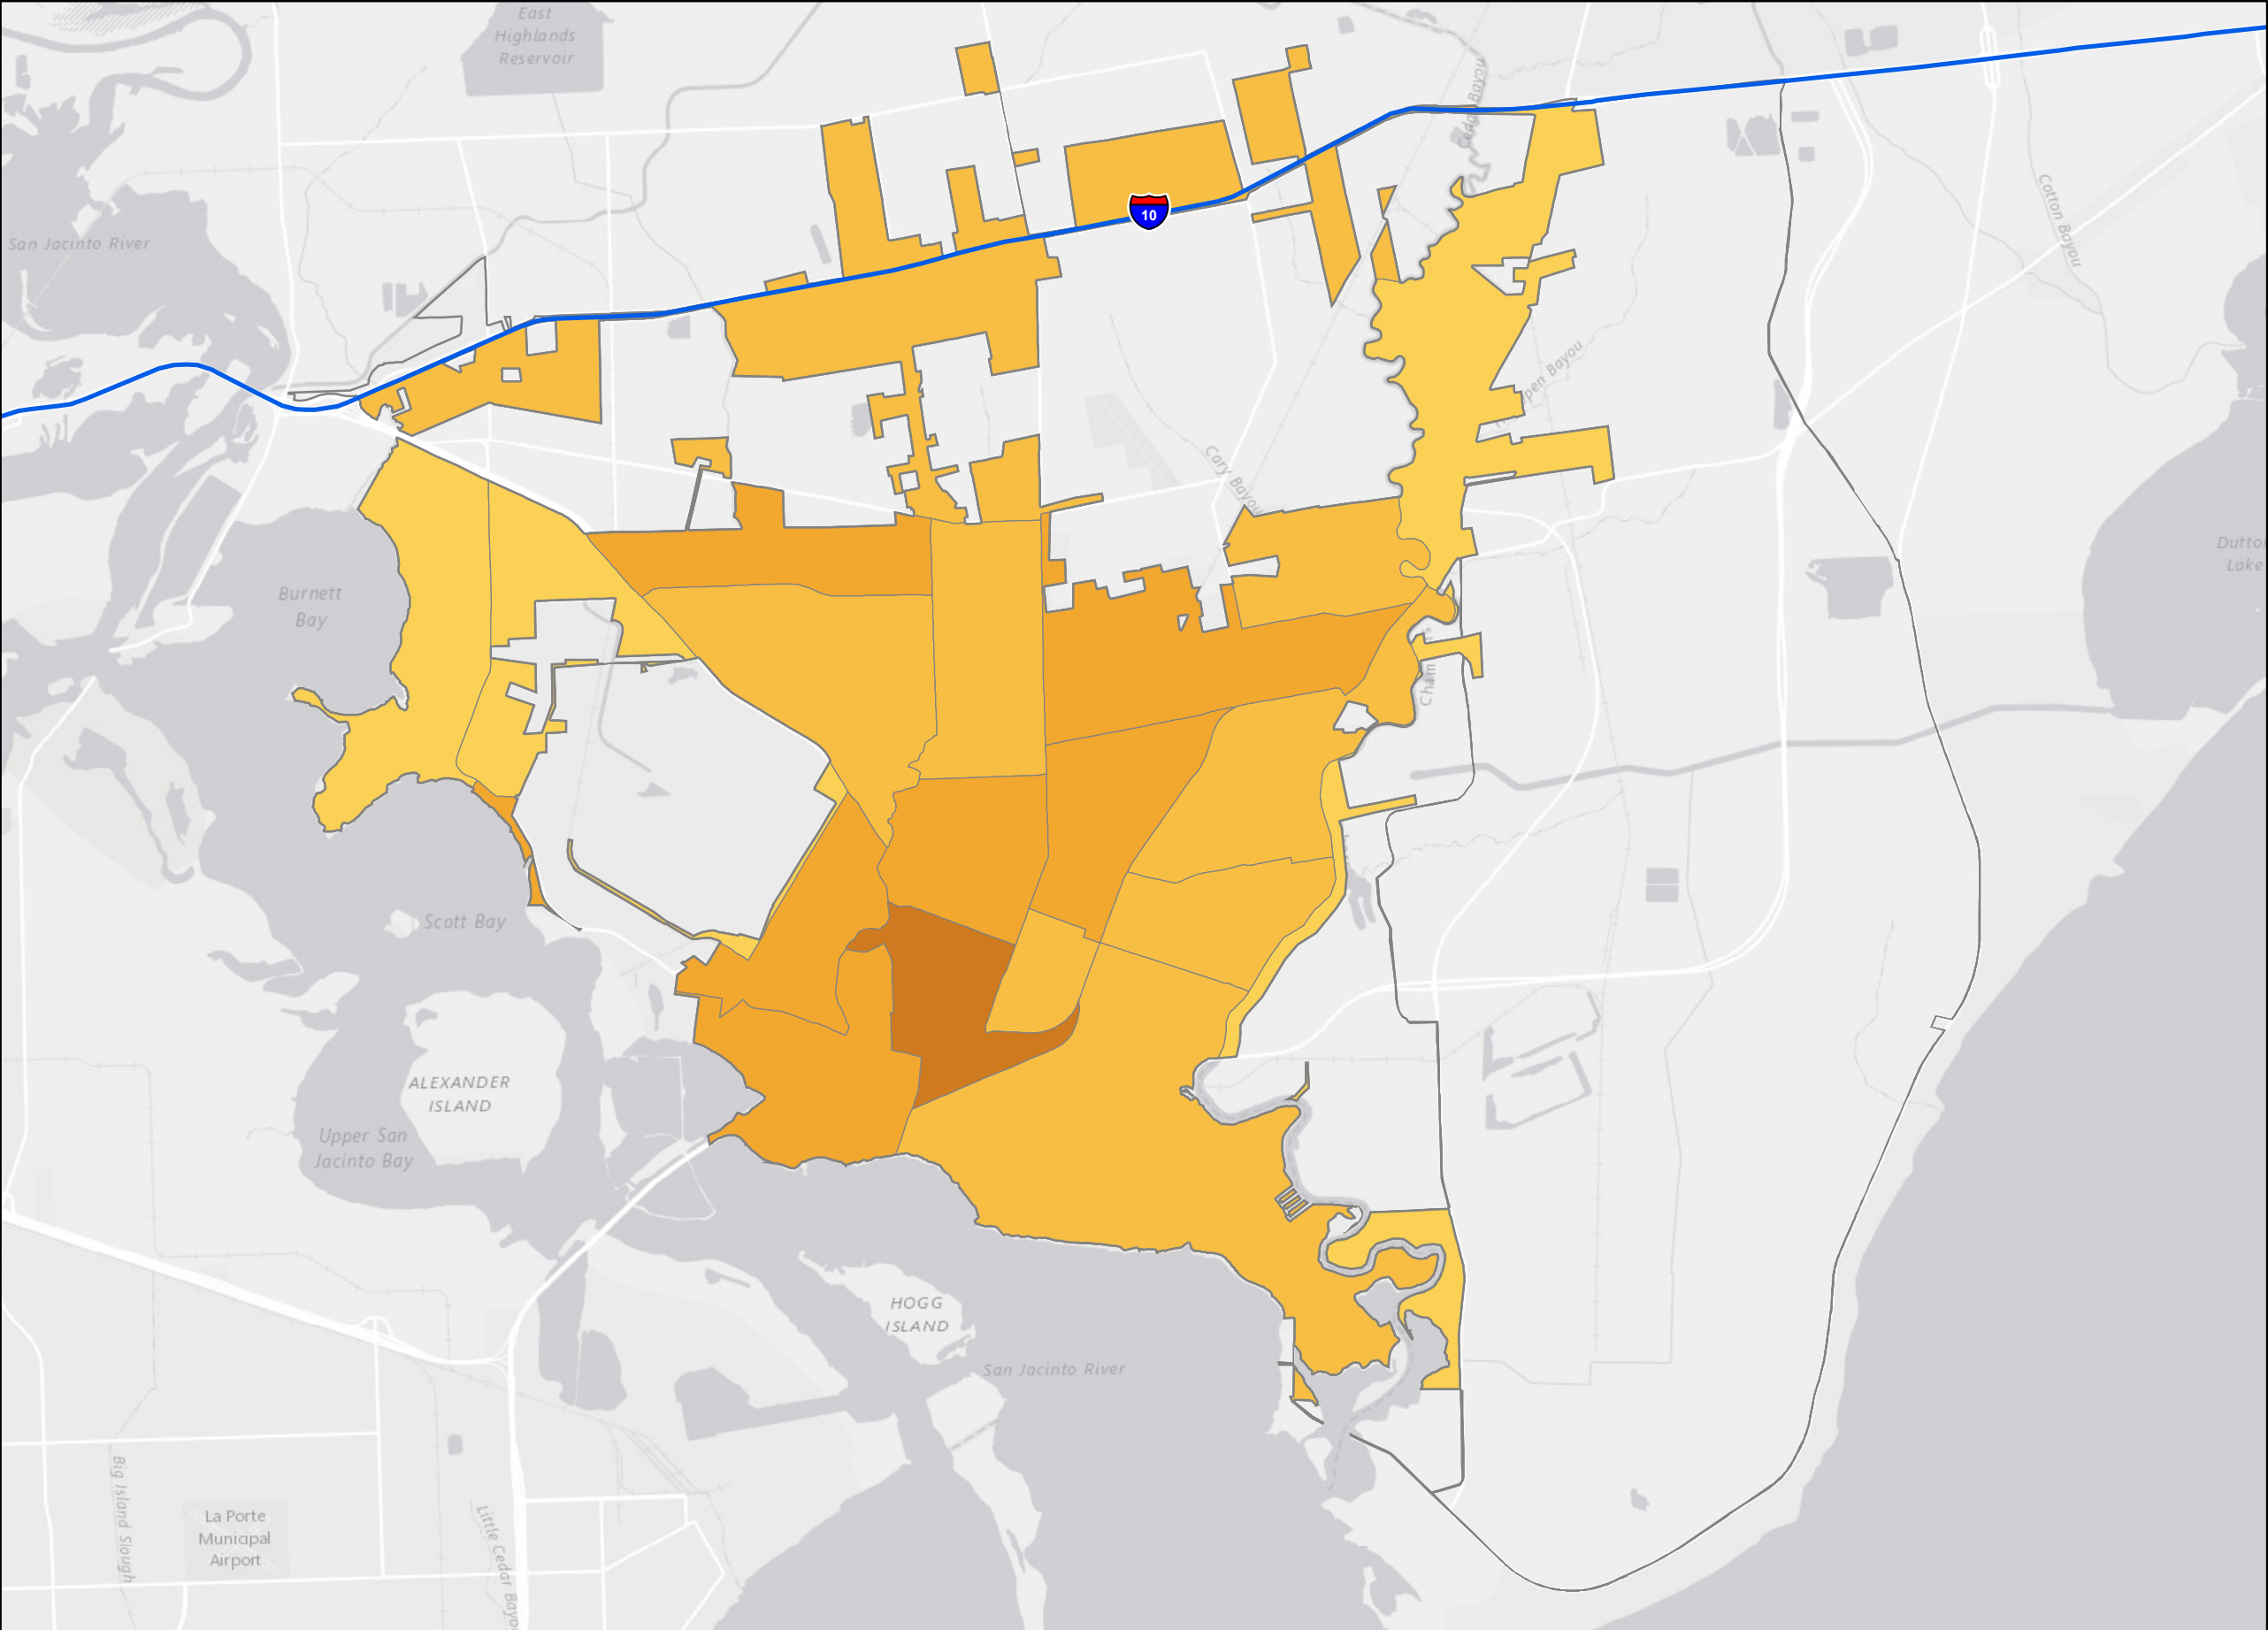 East
Highlands
Reservoir
Cedar Bayou
Cotton Bayou
San Jacinto River
10
Cary Bayou
Dutton
Lake
Burnett
Bay
Scott Bay
ALEXANDER
ISLAND
Upper San
Jacinto Bay
HOGG
ISLAND
San Jacinto River
Big Island Slough
La Porte
Municipal
Airport
Little Cedar Bayou